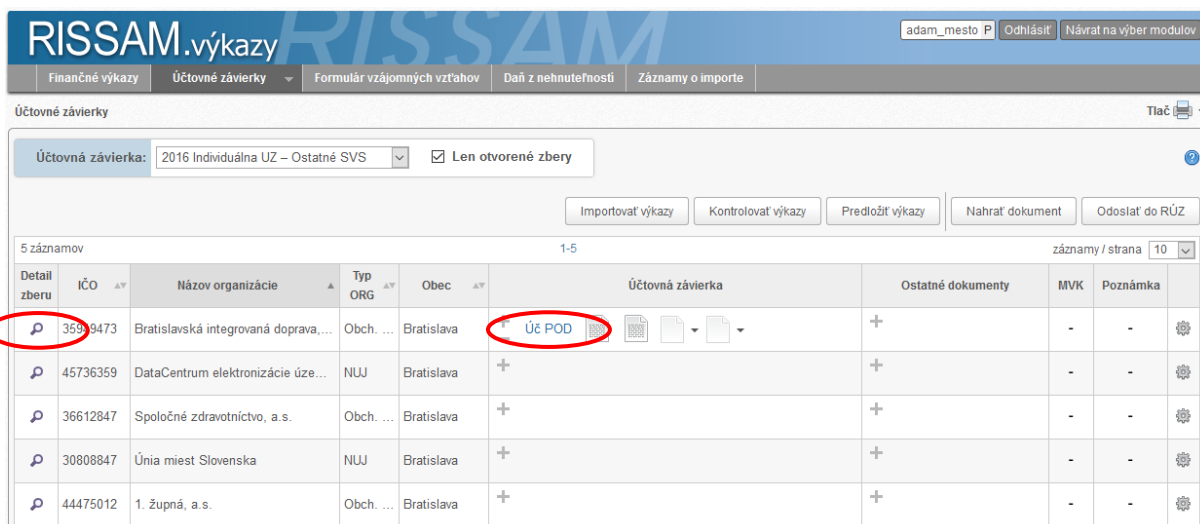 RISSAM.výkazy
RISSAM
adam_mesto P Odhlásiť Návrat na výber modulov
Finančné výkazy Účtovné závierky Formulár vzájomných vzťahov Daň z nehnuteľnosti Záznamy o importe
Účtovné závierky Tlač
Účtovná závierka: 2016 Individuálna UZ – Ostatné SVS Len otvorené zbery
Importovať výkazy Kontrolovať výkazy Predložiť výkazy Nahrať dokument Odoslať do RÚZ
5 záznamov 1-5 záznamy / strana 10
Detail zberu IČO Názov organizácie Typ ORG Obec Účtovná závierka Ostatné dokumenty MVK Poznámka
35949473 Bratislavská integrovaná doprava,... Obch. ... Bratislava Úč POD - -
45736359 DataCentrum elektronizácie úze... NUJ Bratislava - -
36612847 Spoločné zdravotníctvo, a.s. Obch. ... Bratislava - -
30808847 Únia miest Slovenska NUJ Bratislava - -
44475012 1. župná, a.s. Obch. ... Bratislava - -